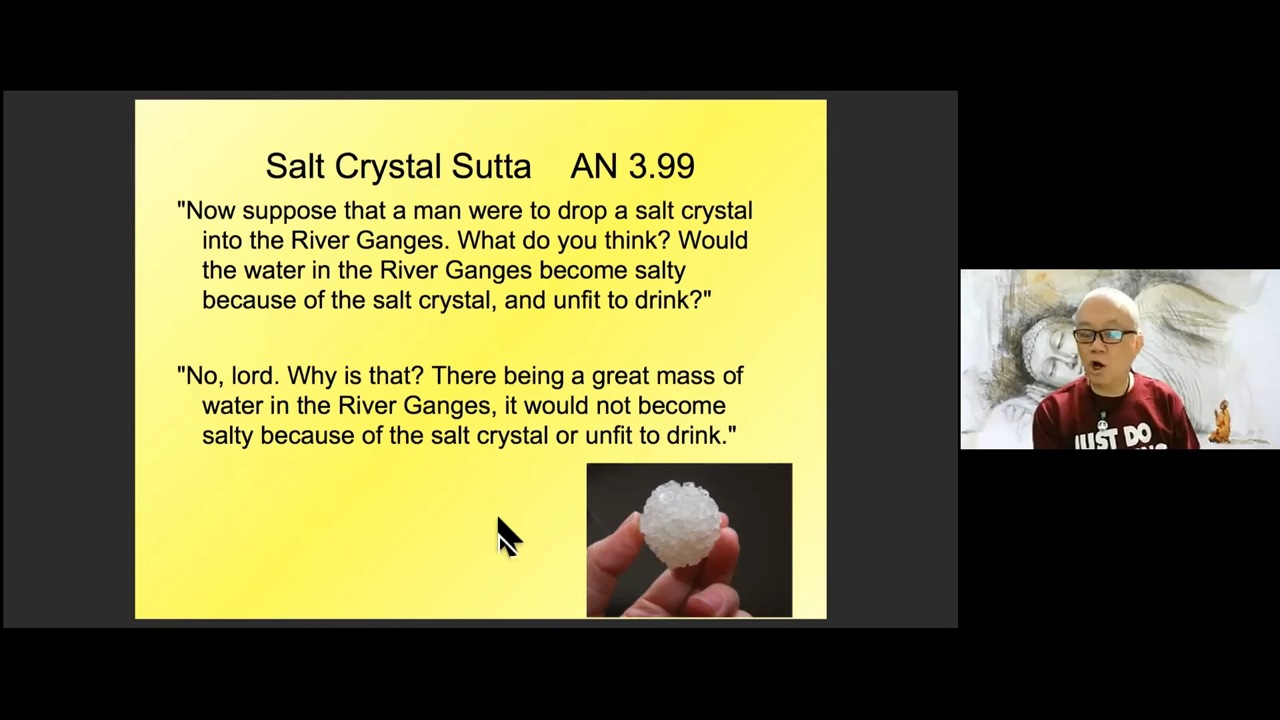 Salt Crystal Sutta AN 3.99
"Now suppose that a man were to drop a salt crystal
into the River Ganges. What do you think? Would
the water in the River Ganges become salty
because of the salt crystal, and unfit to drink?"
"No, lord. Why is that? There being a great mass of
water in the River Ganges, it would not become
salty because of the salt crystal or unfit to drink."
JUST DO